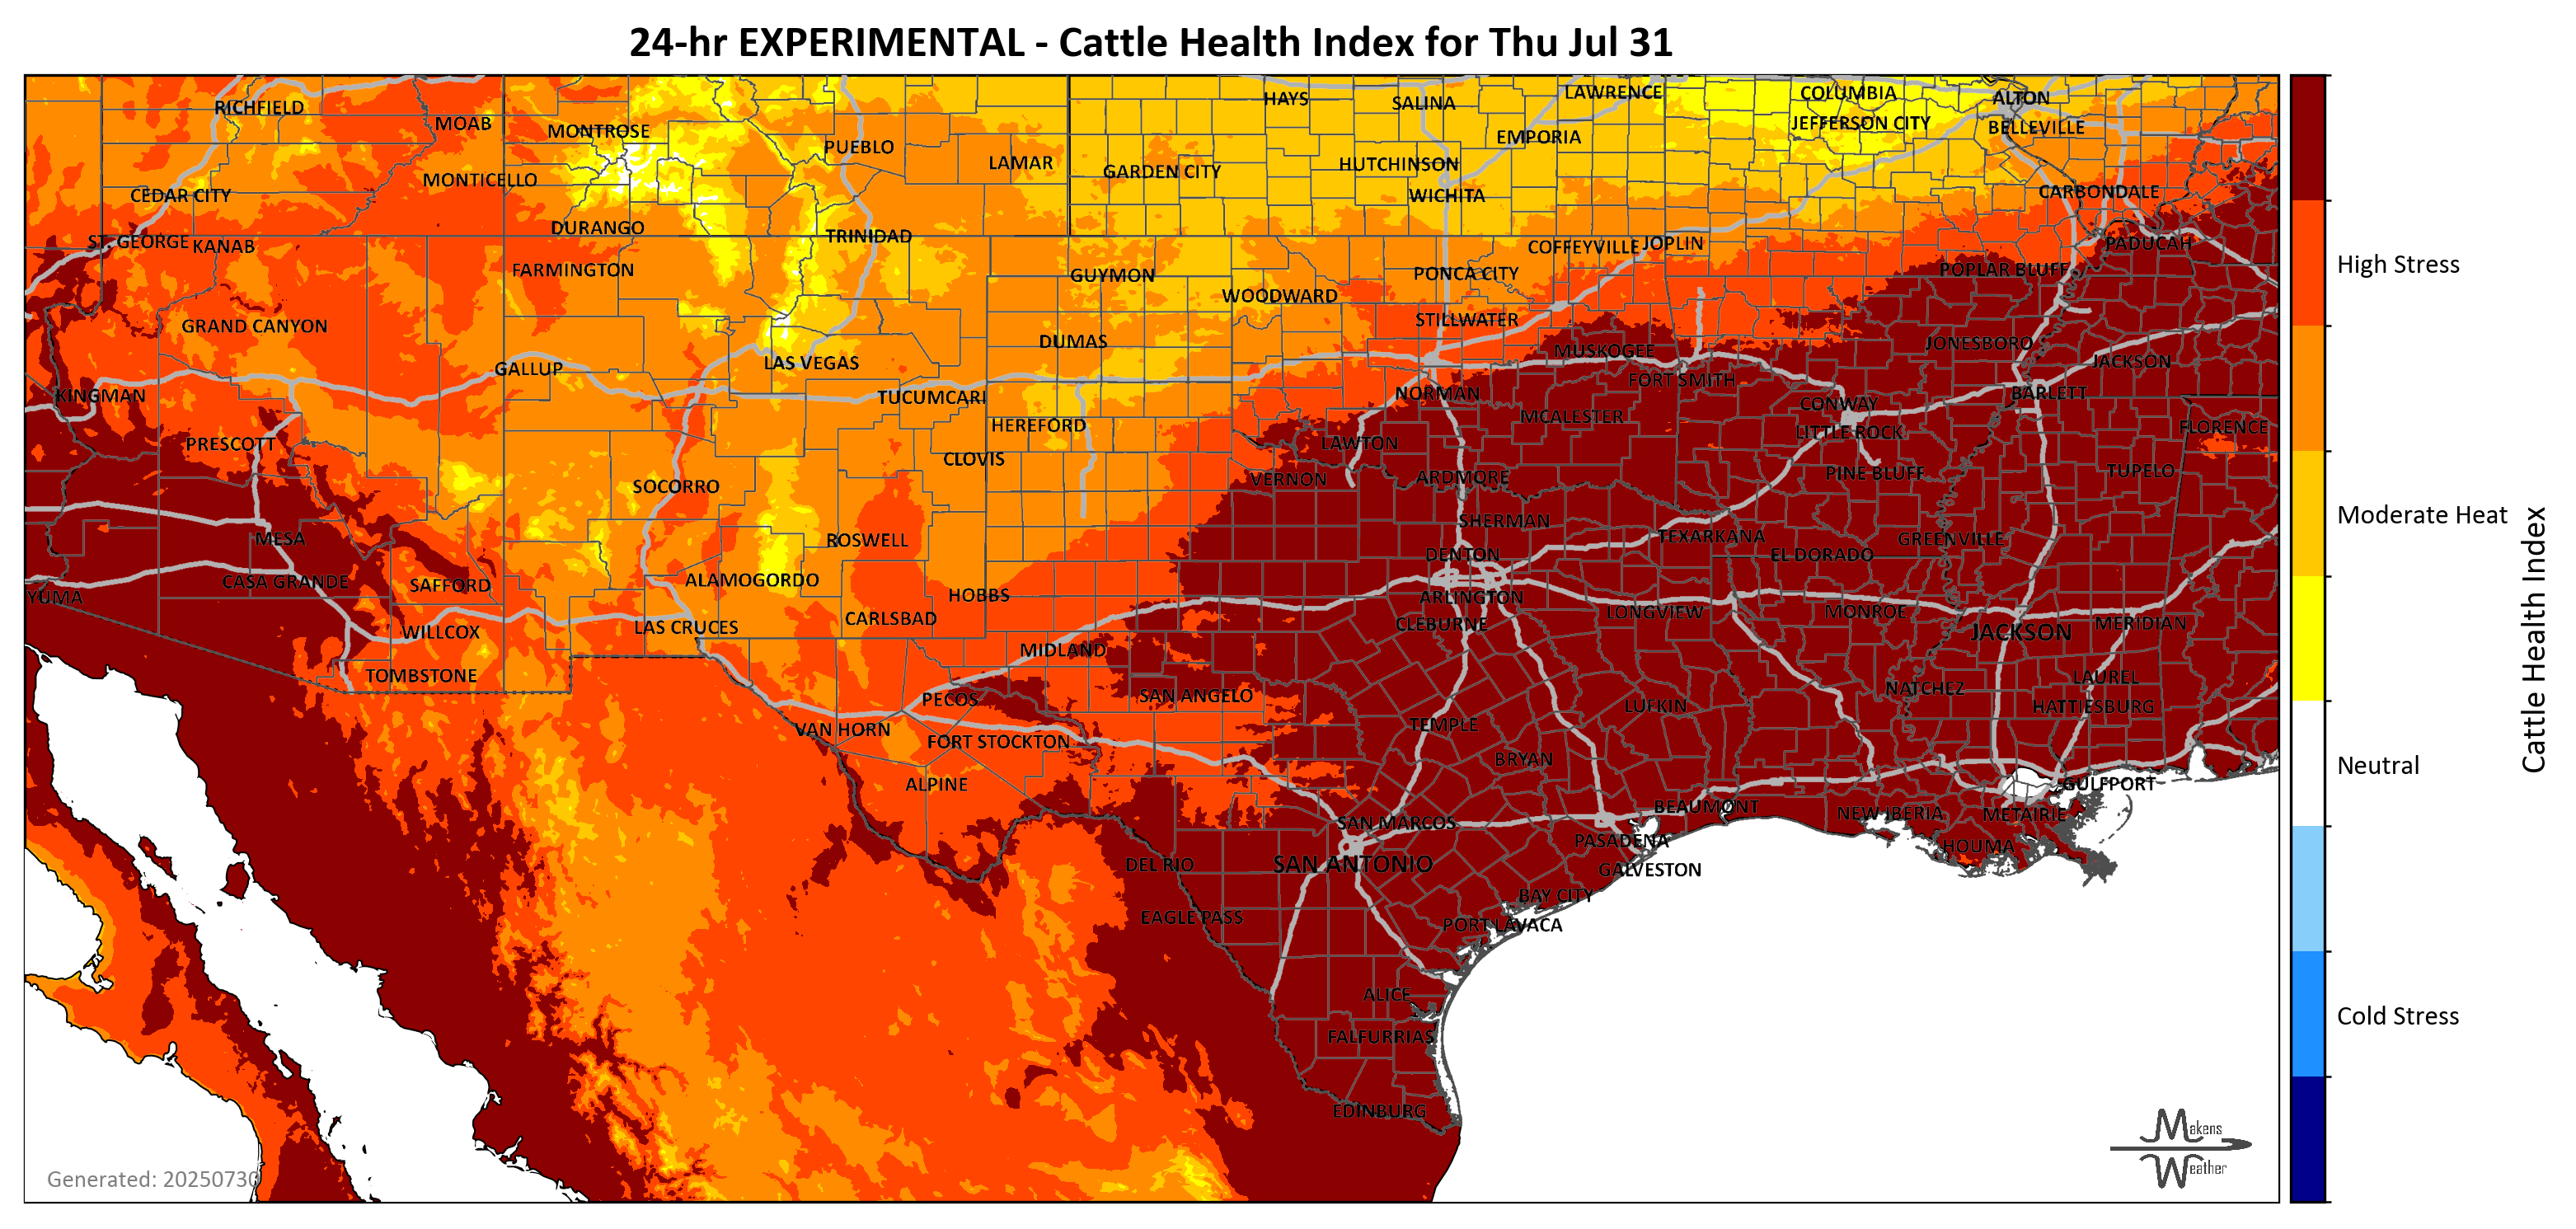 24-hr EXPERIMENTAL - Cattle Health Index for Thu Jul 31
RICHFIELD
MOAB
MONTROSE
PUEBLO
LAMAR
HAYS
SALINA
LAWRENCE
COLUMBIA
ALTON
EMPORIA
JEFFERSON CITY
BELLEVILLE
GARDEN CITY
HUTCHINSON
CEDAR CITY
MONTICELLO
WICHITA
CARBONDALE
ST. GEORGE
KANAB
DURANGO
TRINIDAD
COFFEYVILLE
JOPLIN
PADUCAH
FARMINGTON
GUYMON
PONCA CITY
POPLAR BLUFF
WOODWARD
High Stress
GRAND CANYON
DUMAS
STILLWATER
MUSKOGEE
JONESBORO
JACKSON
GALLUP
LAS VEGAS
FORT SMITH
KINGMAN
TUCUMCARI
NORMAN
CONWAY
BARLETT
MCALESTER
HEREFORD
LITTLE ROCK
FLORENCE
PRESCOTT
CLOVIS
LAWTON
SOCORRO
VERNON
ARDMORE
PINE BLUFF
TUPELO
SHERMAN
Moderate Heat
MESA
ROSWELL
DENTON
TEXARKANA
EL DORADO
GREENVILLE
YUMA
CASA GRANDE
SAFFORD
ALAMOGORDO
HOBBS
ARLINGTON
LONGVIEW
MONROE
WILLCOX
LAS CRUCES
CARLSBAD
CLEBURNE
JACKSON
MERIDIAN
MIDLAND
TOMBSTONE
PECOS
SAN ANGELO
NATCHEZ
LAUREL
LUFKIN
HATTIESBURG
VAN HORN
FORT STOCKTON
TEMPLE
BRYAN
Neutral
Cattle Health Index
ALPINE
BEAUMONT
GULFPORT
SAN MARCOS
NEW IBERIA
METAIRIE
PASADENA
HOUMA
DEL RIO
SAN ANTONIO
GALVESTON
BAY CITY
EAGLE PASS
PORT LAVACA
ALICE
Cold Stress
FALFURRIAS
EDINBURG
Makens
Weather
Generated: 20250730